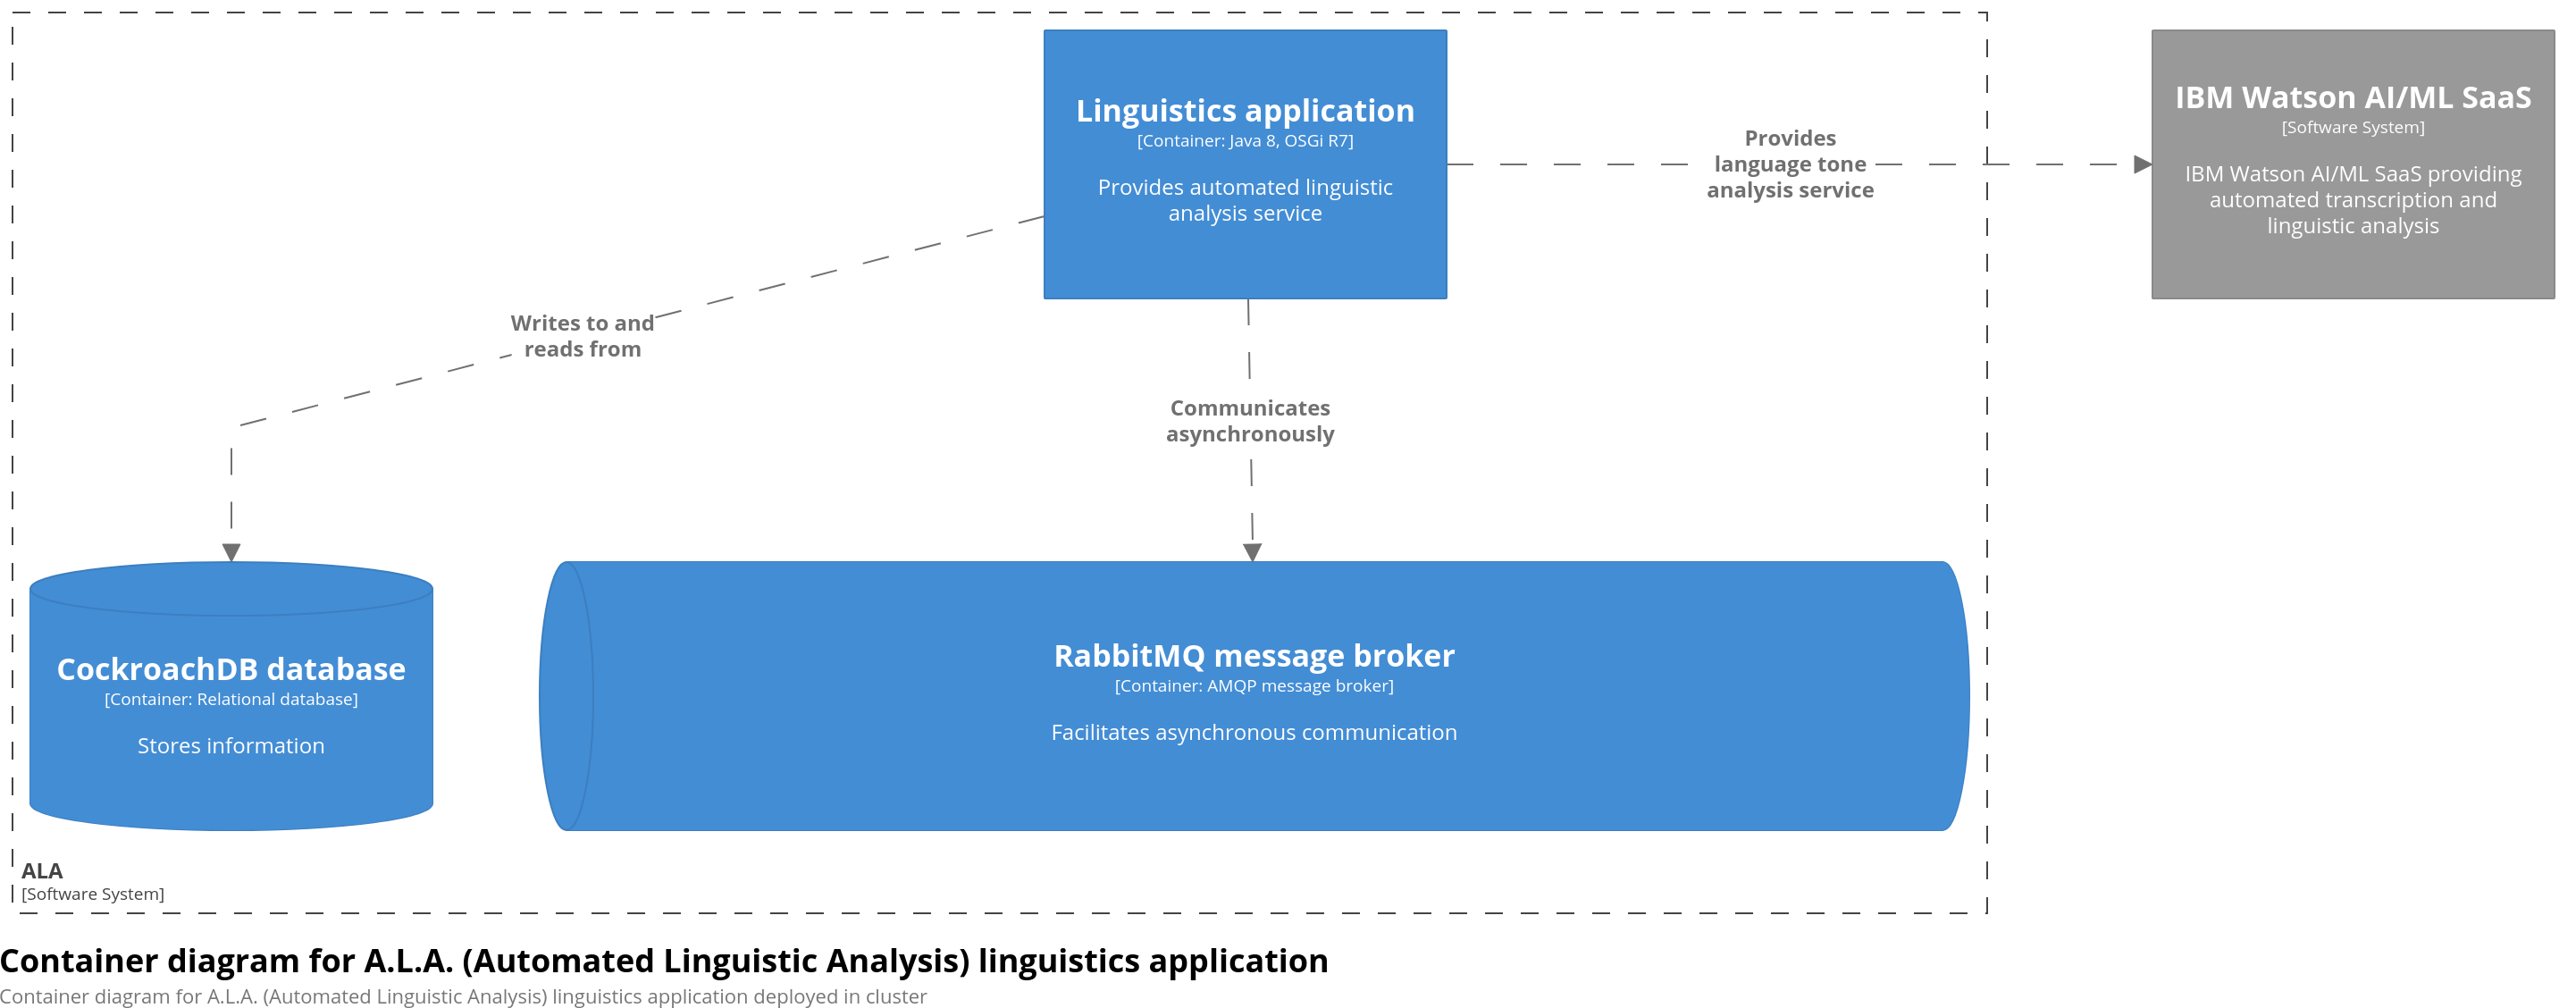 Linguistics application
[Container: Java 8, OSGi R7]
Provides automated linguistic
analysis service
Provides
language tone
analysis service
IBM Watson AI/ML SaaS
[Software System]
IBM Watson AI/ML SaaS providing
automated transcription and
linguistic analysis
Writes to and
reads from
Communicates
asynchronously
CockroachDB database
[Container: Relational database]
Stores information
RabbitMQ message broker
[Container: AMQP message broker]
Facilitates asynchronous communication
ALA
[Software System]
Container diagram for A.L.A. (Automated Linguistic Analysis) linguistics application
Container diagram for A.L.A. (Automated Linguistic Analysis) linguistics application deployed in cluster